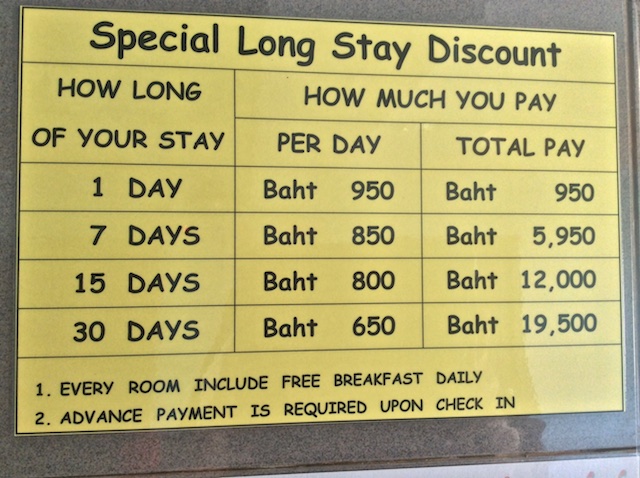 Special Long Stay Discount
HOW LONG OF YOUR STAY
HOW MUCH YOU PAY
PER DAY TOTAL PAY
1 DAY Baht 950 Baht 950
7 DAYS Baht 850 Baht 5,950
15 DAYS Baht 800 Baht 12,000
30 DAYS Baht 650 Baht 19,500
1. EVERY ROOM INCLUDE FREE BREAKFAST DAILY
2. ADVANCE PAYMENT IS REQUIRED UPON CHECK IN